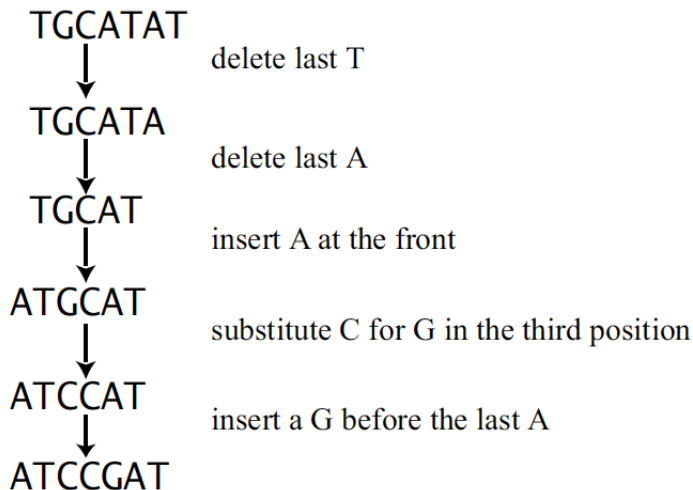 TGCATAT
delete last T
TGCATA
delete last A
TGCAT
insert A at the front
ATGCAT
substitute C for G in the third position
ATCCAT
insert a G before the last A
ATCCGAT